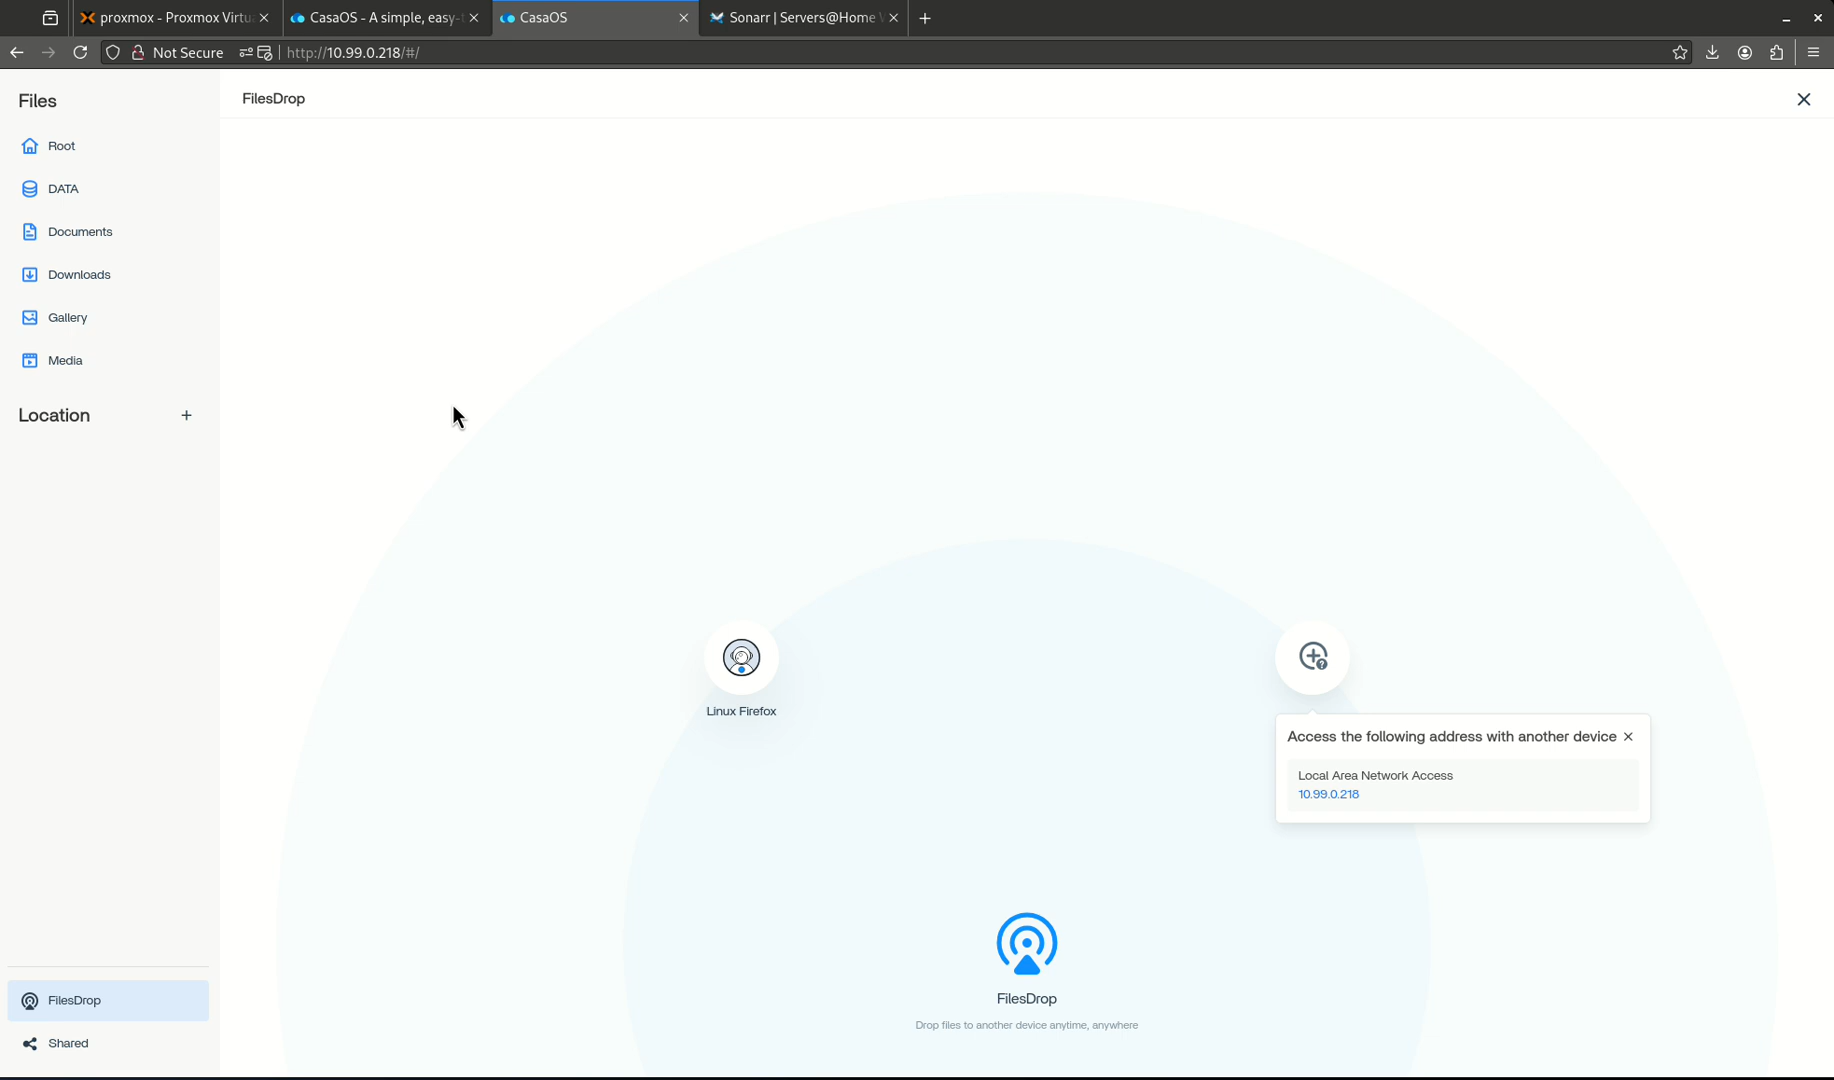 proxmox - Proxmox Virtu
CasaOS - A simple, easy-t
CasaOS
Sonarr | Servers@Home
Not Secure
http://10.99.0.218/#/
Files
FilesDrop
Root
DATA
Documents
Downloads
Gallery
Media
Location
Linux Firefox
Access the following address with another device
Local Area Network Access
10.99.0.218
FilesDrop
Drop files to another device anytime, anywhere
FilesDrop
Shared